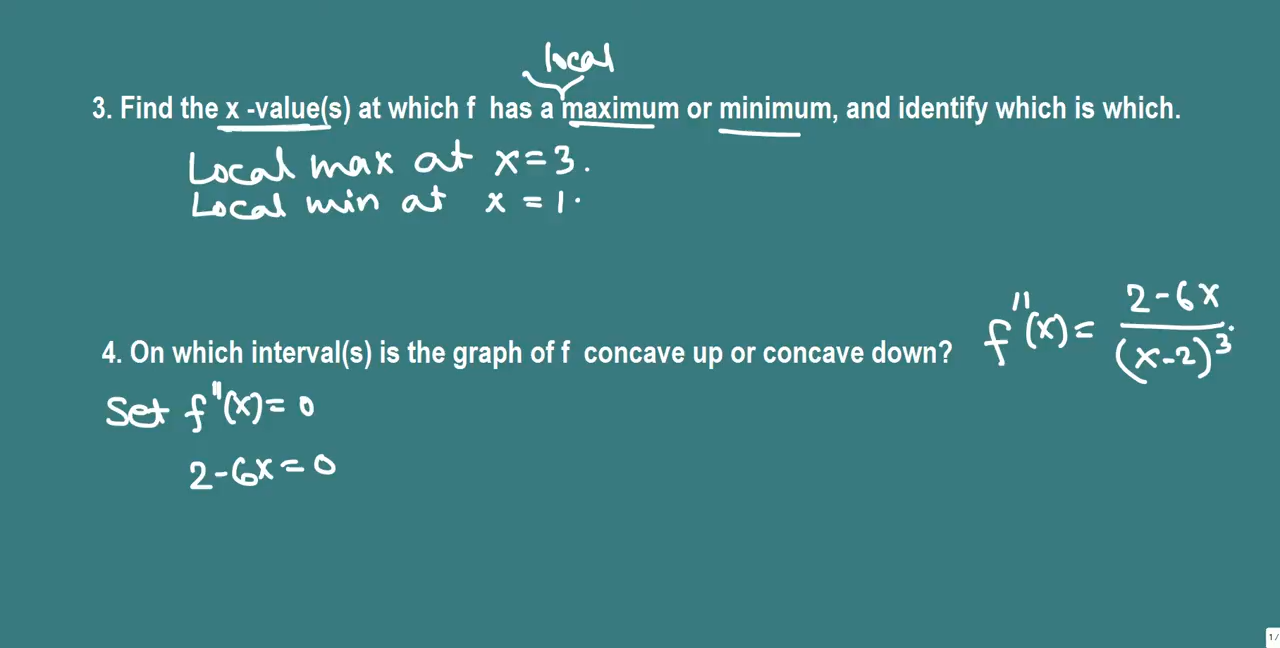 local
3. Find the x -value(s) at which f has a maximum or minimum, and identify which is which.
Local max at x = 3.
Local min at x = 1.
f''(x) = (2-6x)/(x-2)^3.
4. On which interval(s) is the graph of f concave up or concave down?
Set f''(x) = 0
2-6x = 0
1/